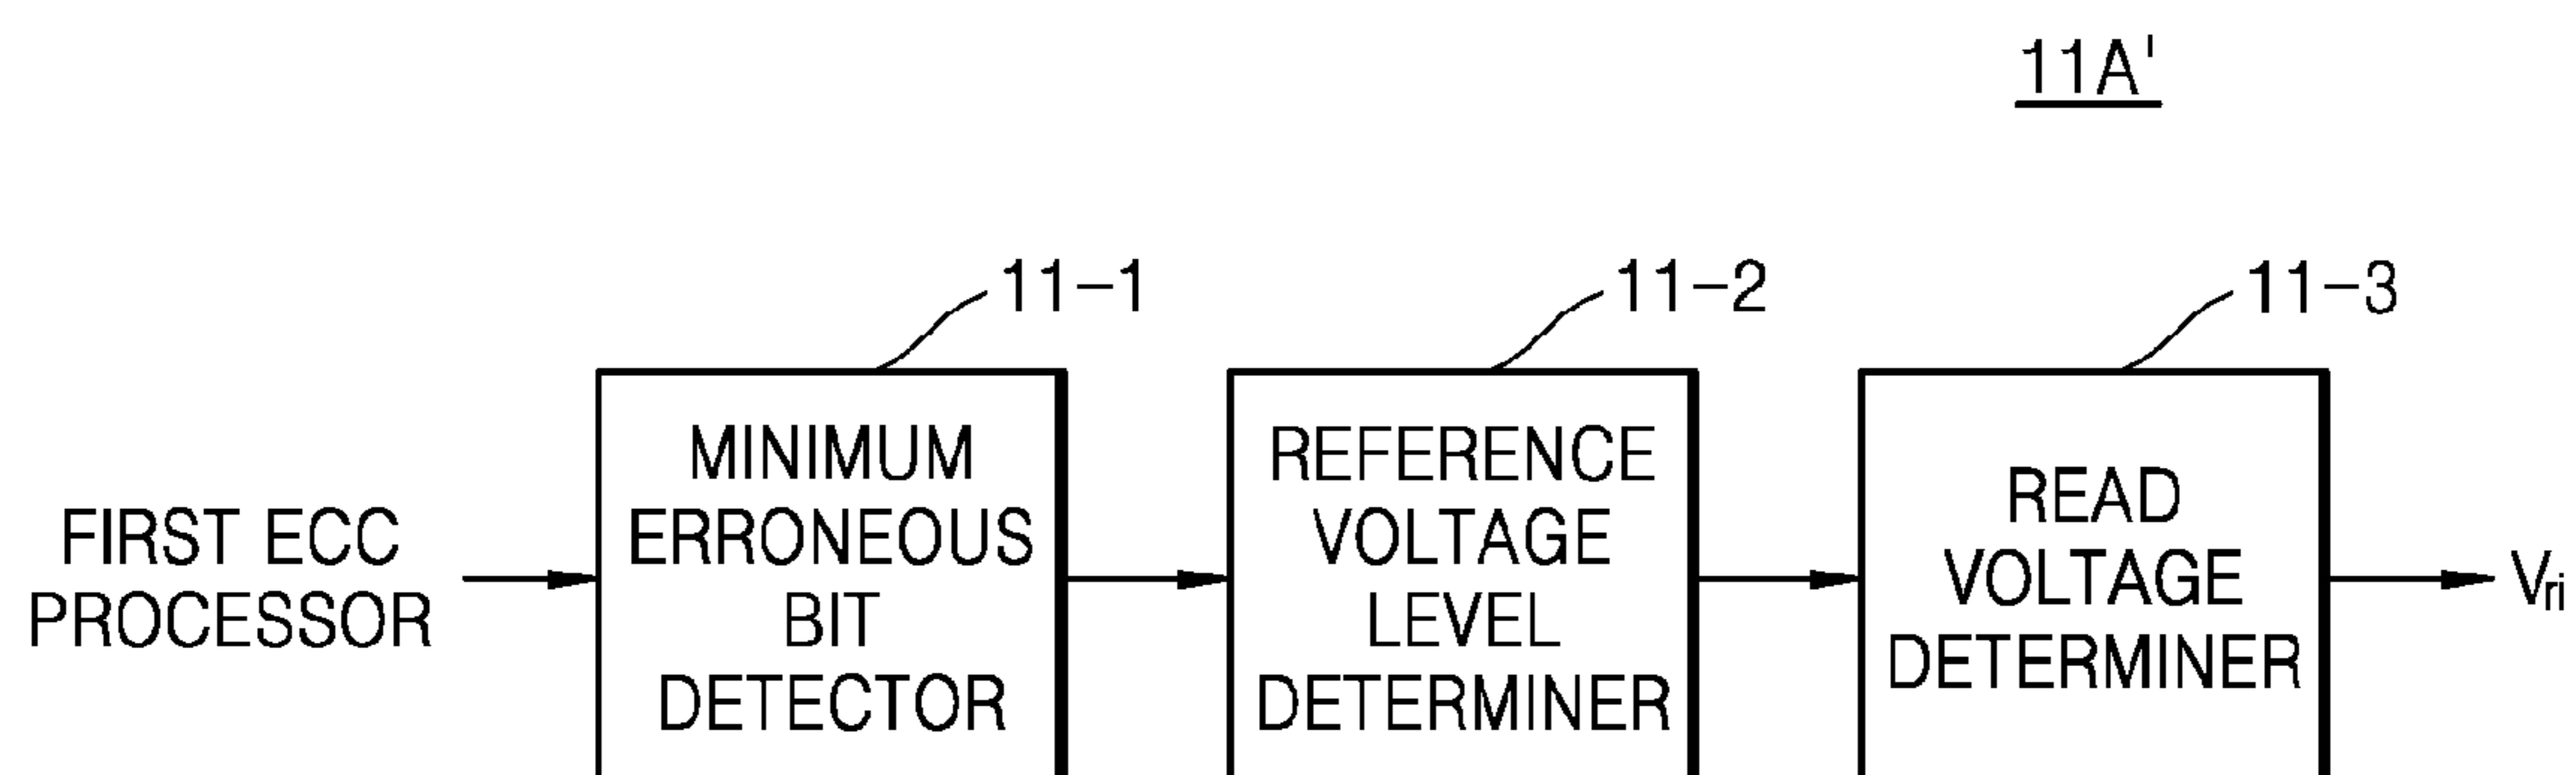 11A'
11-1
11-2
11-3
FIRST ECC
PROCESSOR
MINIMUM
ERRONEOUS
BIT
DETECTOR
REFERENCE
VOLTAGE
LEVEL
DETERMINER
READ
VOLTAGE
DETERMINER
Vri